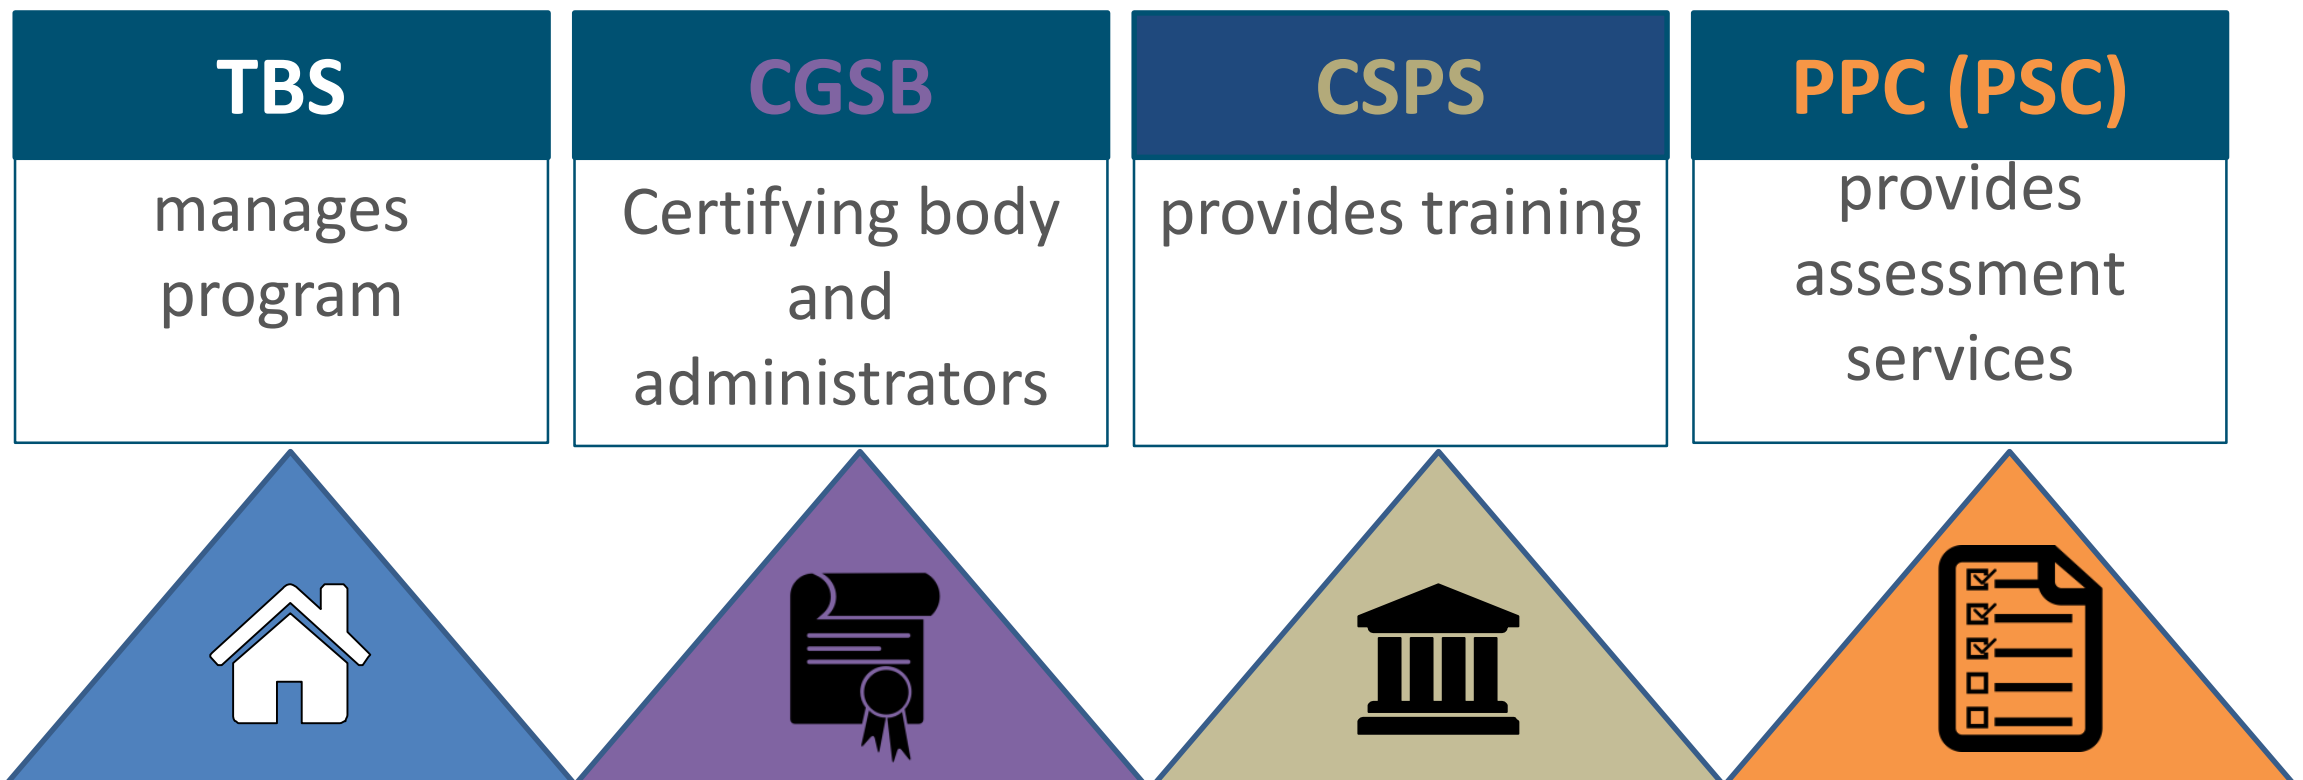 TBS
manages
program
CGSB
Certifying body
and
administrators
CSPS
provides training
PPC (PSC)
provides
assessment
services